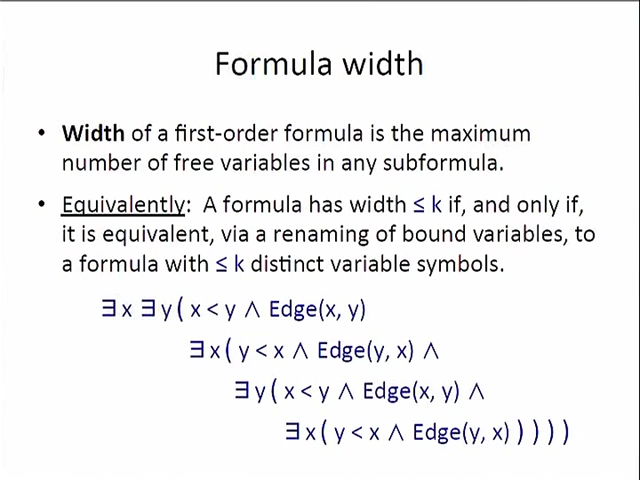 Formula width
• Width of a first-order formula is the maximum
number of free variables in any subformula.
• Equivalently: A formula has width ≤ k if, and only if,
it is equivalent, via a renaming of bound variables, to
a formula with ≤ k distinct variable symbols.
∃ x ∃ y ( x < y ∧ Edge(x, y)
∃ x ( y < x ∧ Edge(y, x) ∧
∃ y ( x < y ∧ Edge(x, y) ∧
∃ x ( y < x ∧ Edge(y, x) ) ) ) )